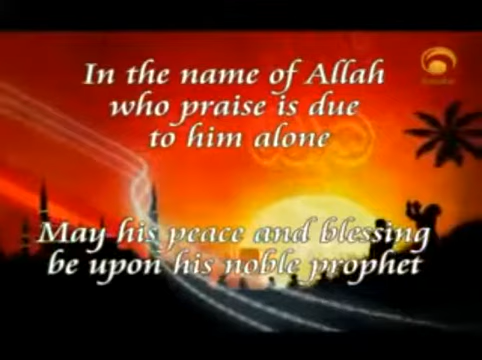 In the name of Allah
who praise is due
to him alone
May his peace and blessing
be upon his noble prophet